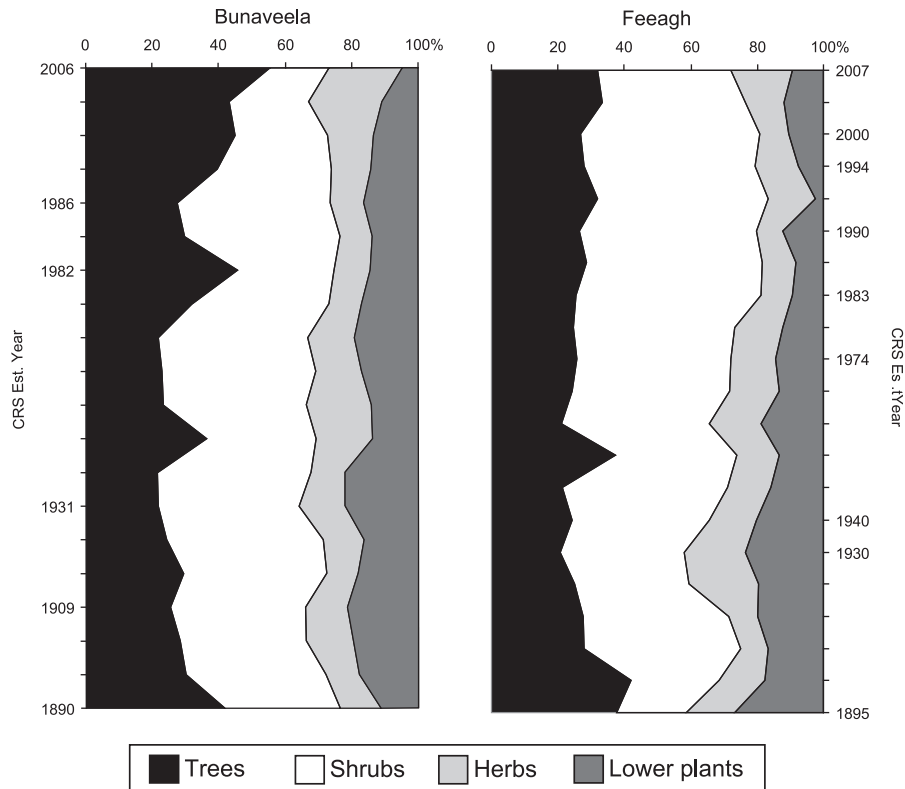 Bunaveela
Feeagh
0 20 40 60 80 100%
0 20 40 60 80 100%
CRS Est. Year
2006
1986
1982
1931
1909
1890
2007
2000
1994
1990
1983
1974
1940
1930
1895
CRS Es .tYear
Trees Shrubs Herbs Lower plants